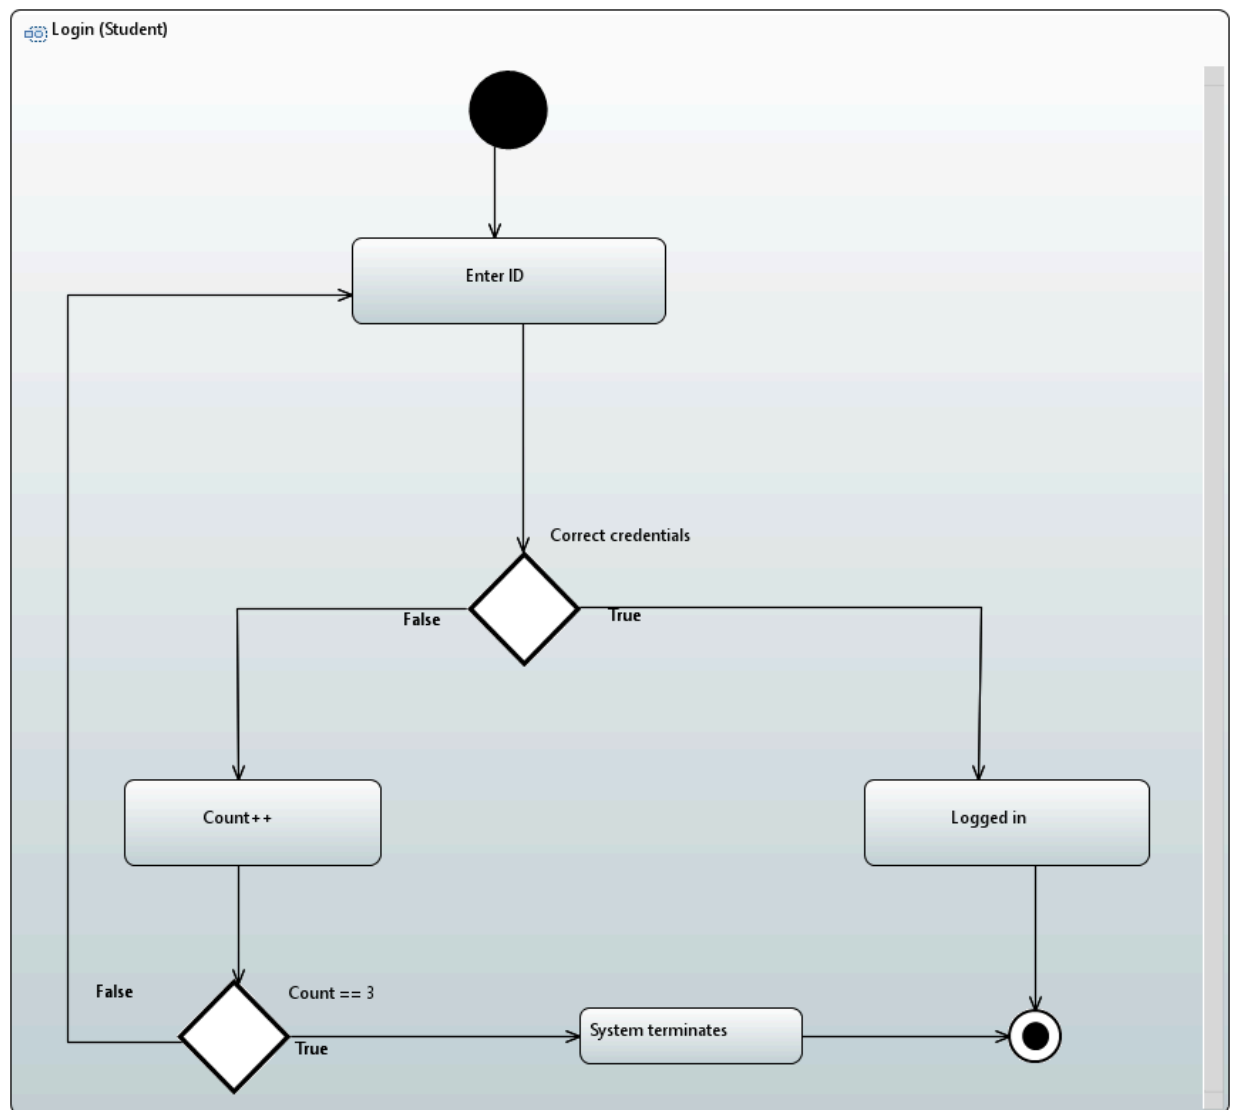 Login (Student)
Enter ID
Correct credentials
False
True
Count++
Logged in
False
Count == 3
System terminates
True